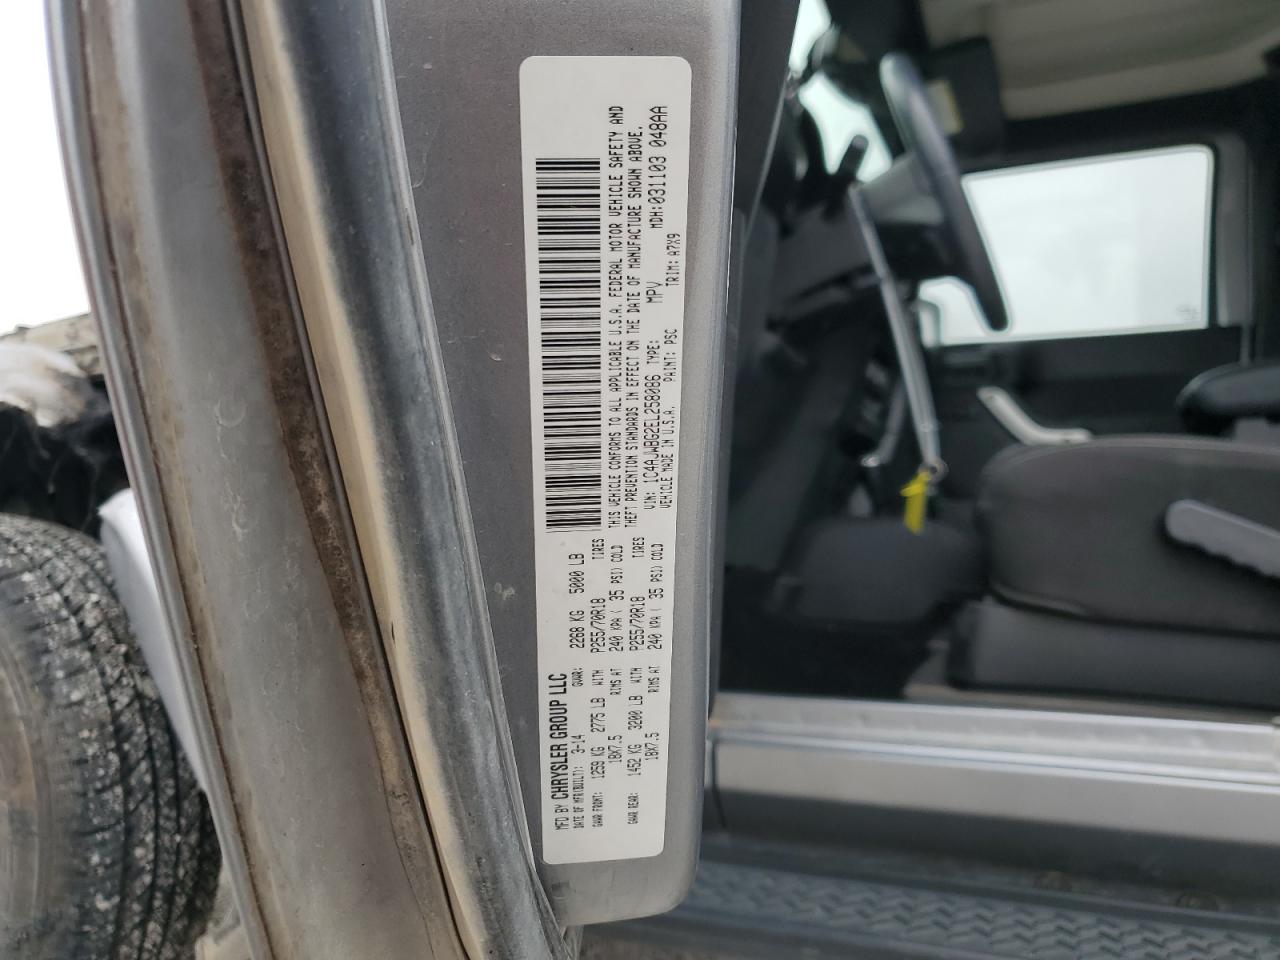 MFD BY CHRYSLER GROUP LLC
DATE OF MFR(BUILT): 3-14 GVWR: 2268 KG 5000 LB
GAWR FRONT: 1259 KG 2775 LB WITH P255/70R18 TIRES
18X7.5 RIMS AT 240 KPA ( 35 PSI) COLD
GAWR REAR: 1452 KG 3200 LB WITH P255/70R18 TIRES
18X7.5 RIMS AT 240 KPA ( 35 PSI) COLD
THIS VEHICLE CONFORMS TO ALL APPLICABLE U.S.A. FEDERAL MOTOR VEHICLE SAFETY AND
THEFT PREVENTION STANDARDS IN EFFECT ON THE DATE OF MANUFACTURE SHOWN ABOVE.
VIN: 1C4AJWBG2EL258086 TYPE: MPV MDH:031103 048AA
VEHICLE MADE IN U.S.A. PAINT: PSC TRIM: A7X9